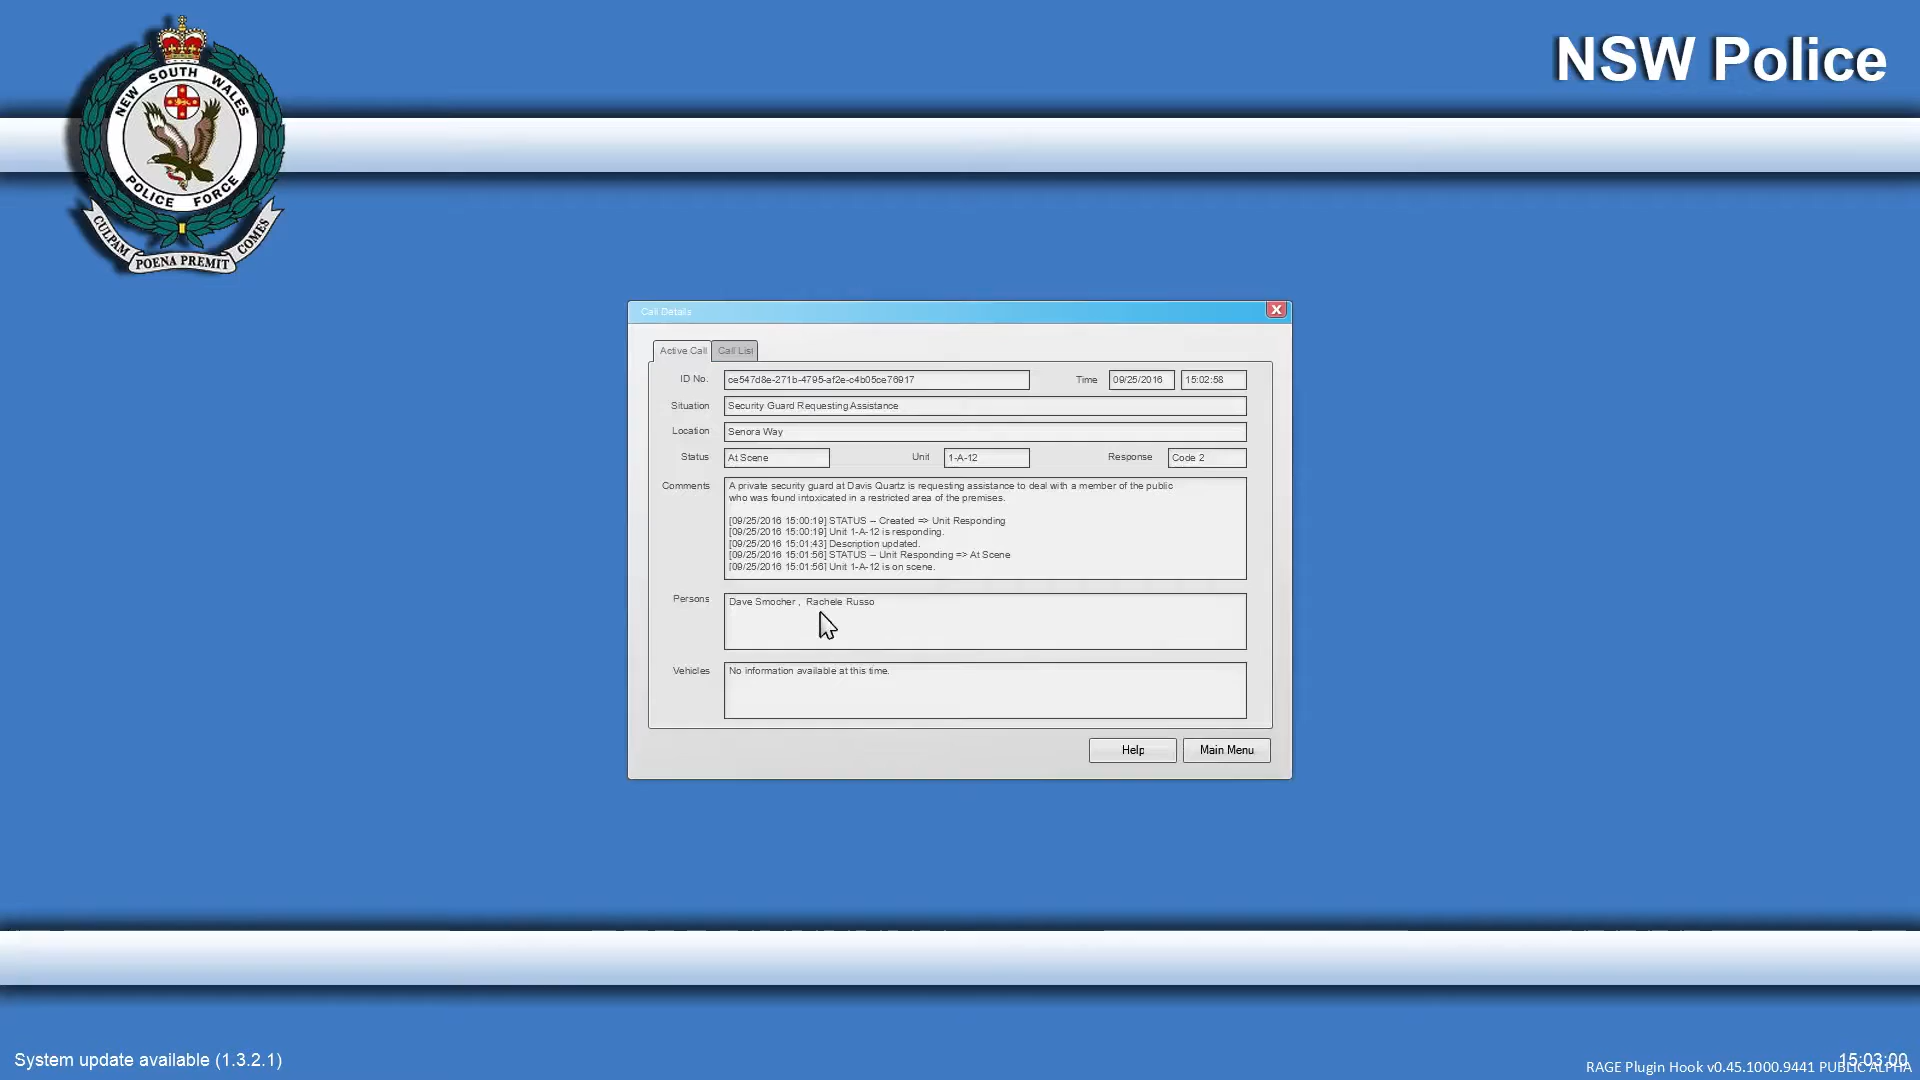 NSW Police
NEW SOUTH WALES
POLICE FORCE
CULPAM POENA PREMIT COMES
Call Details
Active Call
Call List
ID No.
ce547d8e-271b-4795-af2e-c4b05ce76917
Time
09/25/2016
15:02:58
Situation
Security Guard Requesting Assistance
Location
Senora Way
Status
At Scene
Unit
1-A-12
Response
Code 2
Comments
A private security guard at Davis Quartz is requesting assistance to deal with a member of the public
who was found intoxicated in a restricted area of the premises.
[09/25/2016 15:00:19] STATUS -- Created => Unit Responding
[09/25/2016 15:00:19] Unit 1-A-12 is responding.
[09/25/2016 15:01:43] Description updated.
[09/25/2016 15:01:56] STATUS -- Unit Responding => At Scene
[09/25/2016 15:01:56] Unit 1-A-12 is on scene.
Persons
Dave Smocher , Rachele Russo
Vehicles
No information available at this time.
Help
Main Menu
System update available (1.3.2.1)
15:03:00
RAGE Plugin Hook v0.45.1000.9441 PUBLIC ALPHA